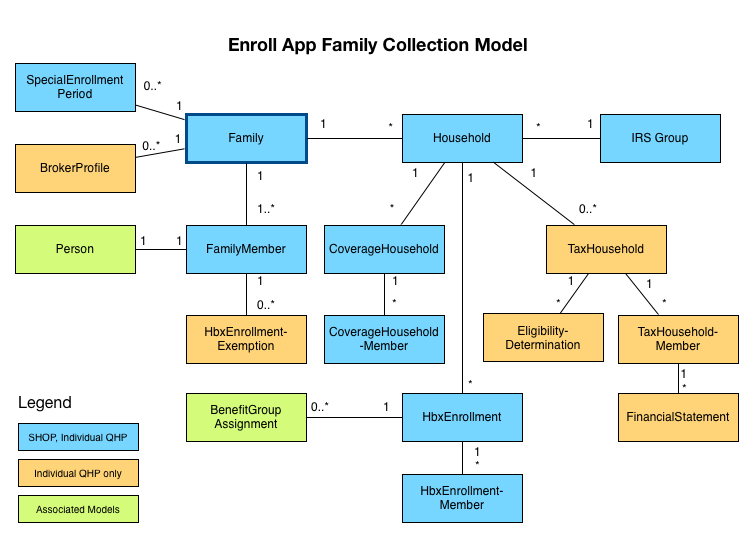 Enroll App Family Collection Model
SpecialEnrollment
Period
0..*
1
BrokerProfile
0..*
1
Family
1
*
Household
*
1
IRS Group
1
1..*
1
*
1
*
1
0..*
Person
1
1
FamilyMember
CoverageHousehold
TaxHousehold
1
0..*
1
*
1
*
1
*
HbxEnrollment-
Exemption
CoverageHousehold
-Member
Eligibility-
Determination
TaxHousehold-
Member
1
*
BenefitGroup
Assignment
0..*
1
HbxEnrollment
FinancialStatement
1
*
HbxEnrollment-
Member
Legend
SHOP, Individual QHP
Individual QHP only
Associated Models